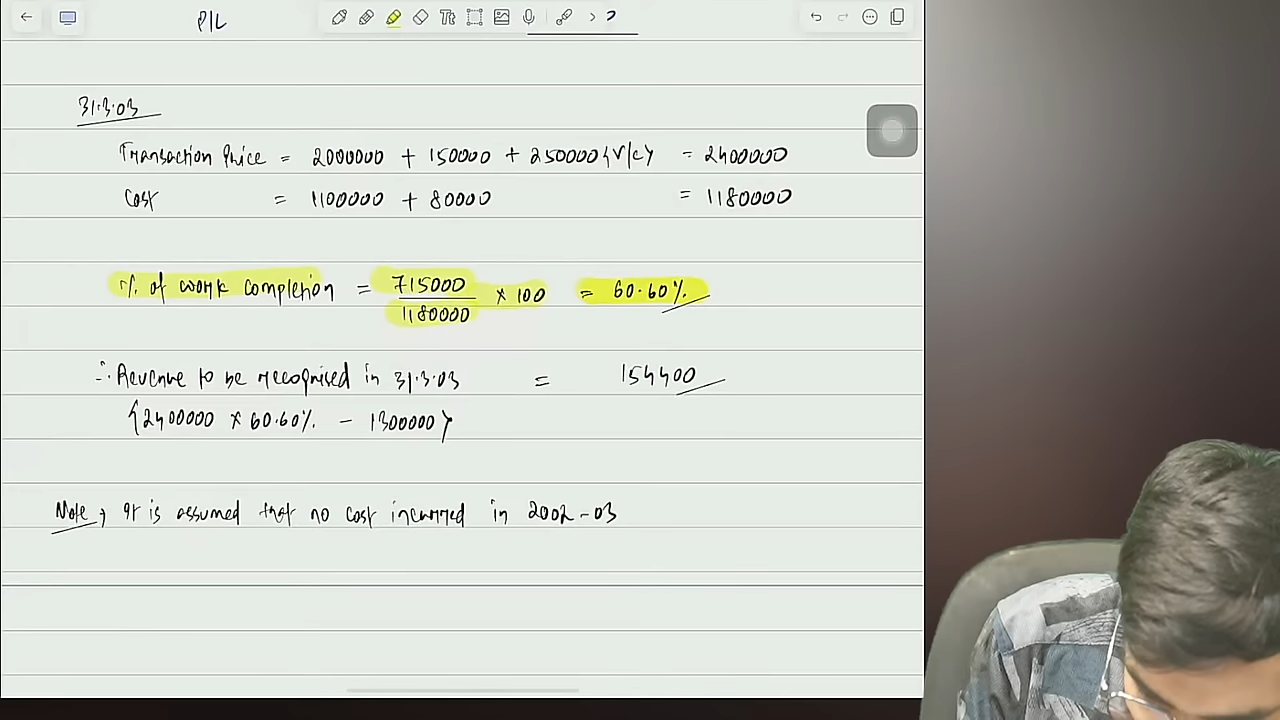 P/L
31.3.03
Transaction Price = 2000000 + 150000 + 250000{V/C} = 2400000
Cost = 1100000 + 80000 = 1180000
% of work completion = 715000 / 1180000 × 100 = 60.60%
∴ Revenue to be recognised in 31.3.03 = 154400
{2400000 × 60.60% - 1300000}
Note, It is assumed that no cost incurred in 2002-03